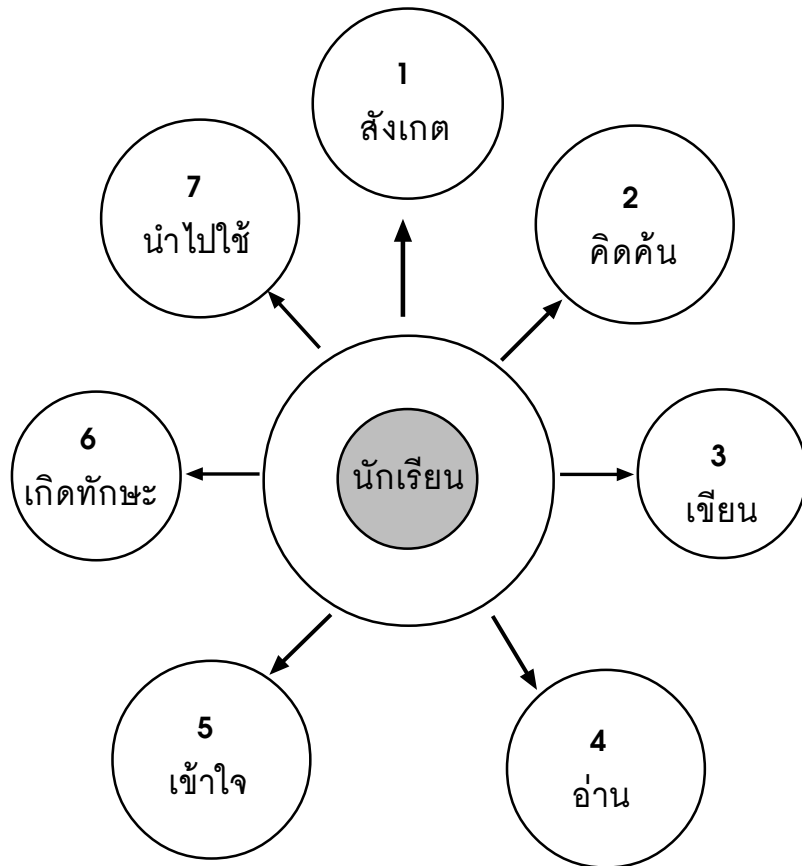 1
สังเกต
2
คิดค้น
3
เขียน
4
อ่าน
5
เข้าใจ
6
เกิดทักษะ
7
นำไปใช้
นักเรียน